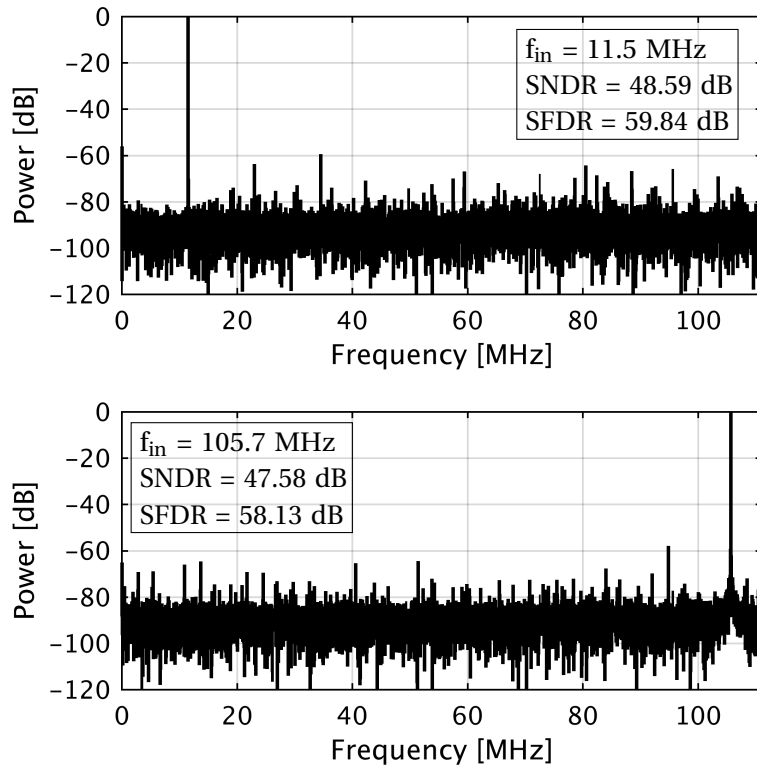 0
−20
−40
−60
−80
−100
−120
Power [dB]
f_in = 11.5 MHz
SNDR = 48.59 dB
SFDR = 59.84 dB
0 20 40 60 80 100
Frequency [MHz]
0
−20
−40
−60
−80
−100
−120
Power [dB]
f_in = 105.7 MHz
SNDR = 47.58 dB
SFDR = 58.13 dB
0 20 40 60 80 100
Frequency [MHz]